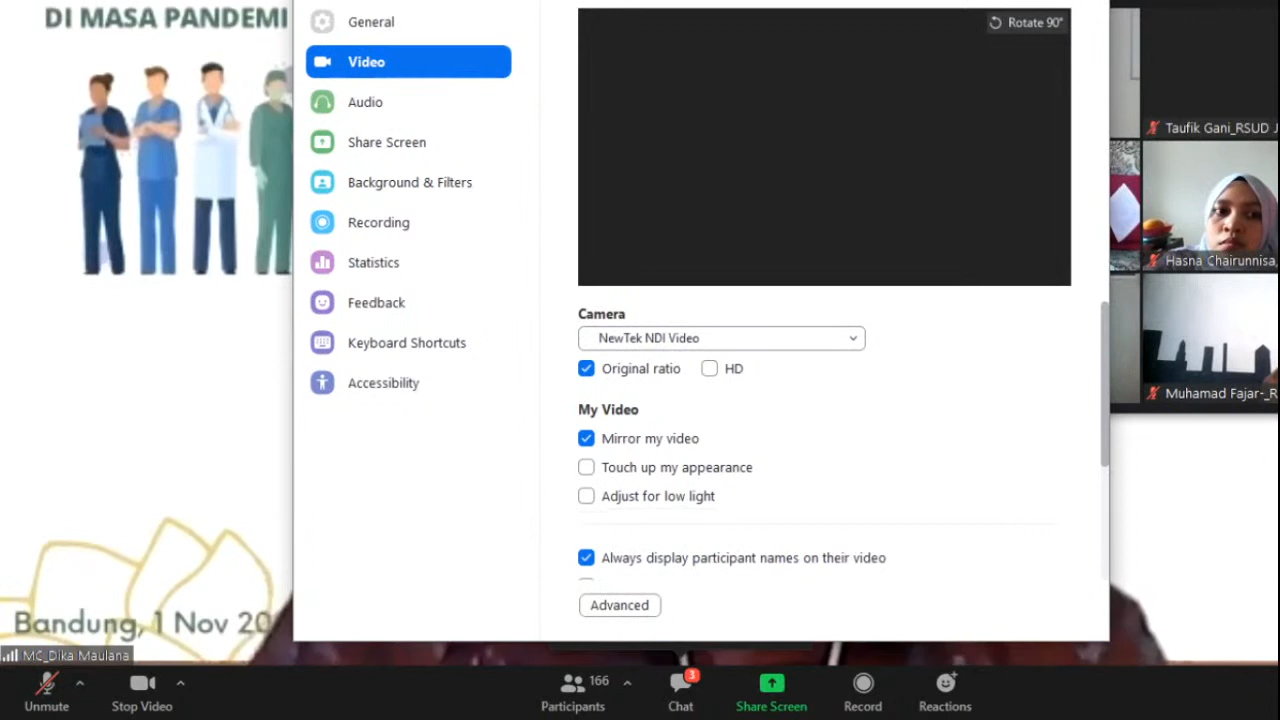 DI MASA PANDEMI
General
Video
Audio
Share Screen
Background & Filters
Recording
Statistics
Feedback
Keyboard Shortcuts
Accessibility
Rotate 90°
Camera
NewTek NDI Video
Original ratio
HD
My Video
Mirror my video
Touch up my appearance
Adjust for low light
Always display participant names on their video
Advanced
Taufik Gani_RSUD J
Hasna Chairunnisa_
Muhamad Fajar-_R
Bandung, 1 Nov 20
MC_Dika Maulana
Unmute
Stop Video
166
Participants
3
Chat
Share Screen
Record
Reactions